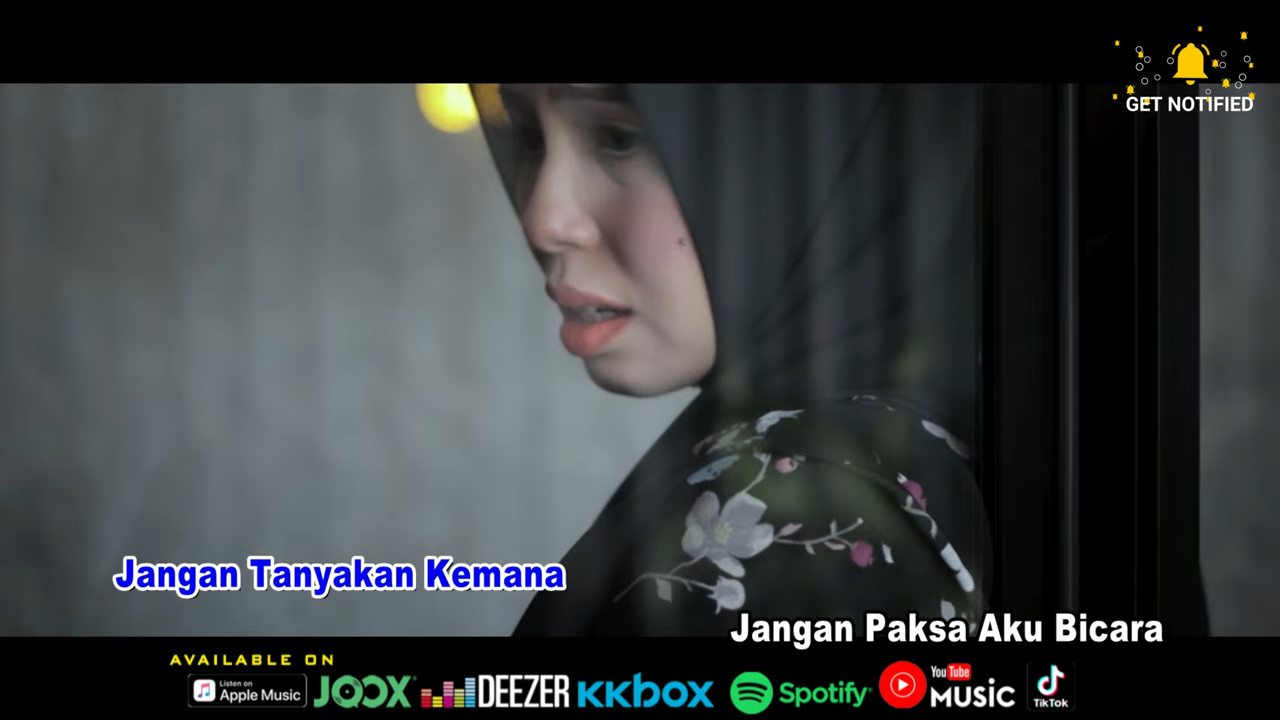 GET NOTIFIED
Jangan Tanyakan Kemana
Jangan Paksa Aku Bicara
AVAILABLE ON
Listen on
Apple Music
JOOX
DEEZER
KKBOX
Spotify
YouTube
MUSIC
TikTok